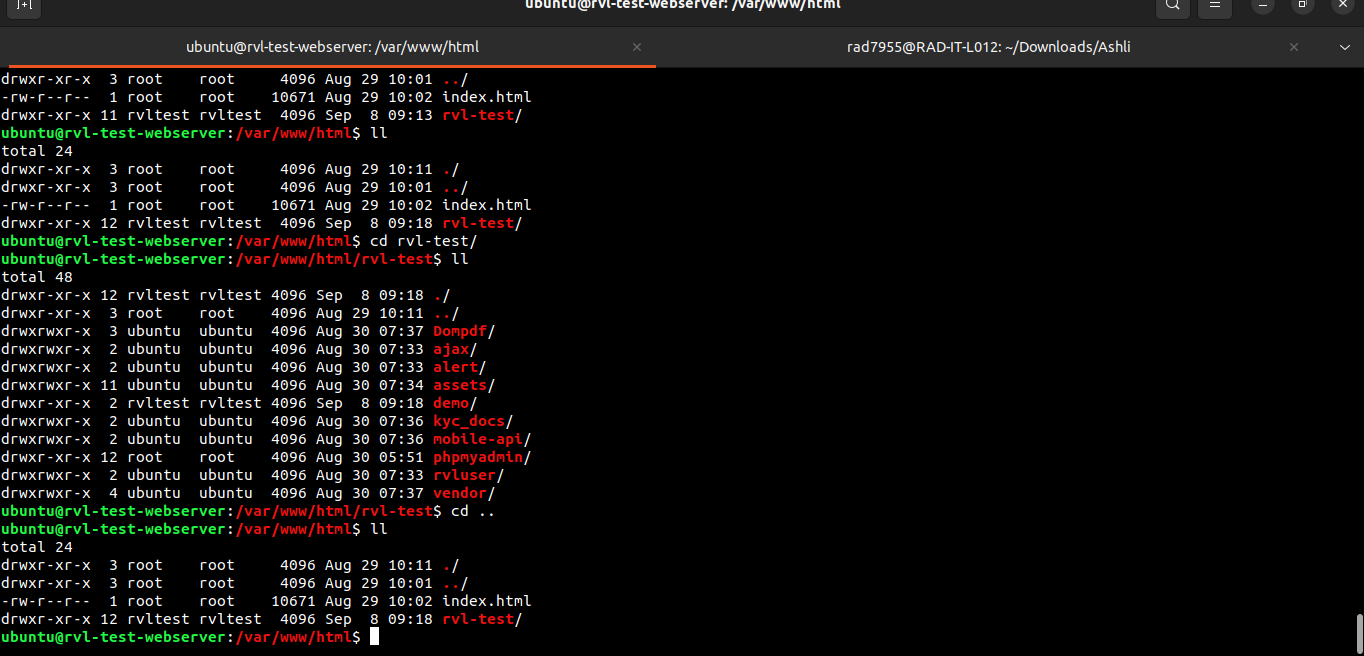 ubuntu@rvl-test-webserver: /var/www/html
ubuntu@rvl-test-webserver: /var/www/html
rad7955@RAD-IT-L012: ~/Downloads/Ashli
drwxr-xr-x  3 root    root     4096 Aug 29 10:01 ../
-rw-r--r--  1 root    root    10671 Aug 29 10:02 index.html
drwxr-xr-x 11 rvltest rvltest  4096 Sep  8 09:13 rvl-test/
ubuntu@rvl-test-webserver:/var/www/html$ ll
total 24
drwxr-xr-x  3 root    root     4096 Aug 29 10:11 ./
drwxr-xr-x  3 root    root     4096 Aug 29 10:01 ../
-rw-r--r--  1 root    root    10671 Aug 29 10:02 index.html
drwxr-xr-x 12 rvltest rvltest  4096 Sep  8 09:18 rvl-test/
ubuntu@rvl-test-webserver:/var/www/html$ cd rvl-test/
ubuntu@rvl-test-webserver:/var/www/html/rvl-test$ ll
total 48
drwxr-xr-x 12 rvltest rvltest 4096 Sep  8 09:18 ./
drwxr-xr-x  3 root    root    4096 Aug 29 10:11 ../
drwxrwxr-x  3 ubuntu  ubuntu  4096 Aug 30 07:37 Dompdf/
drwxrwxr-x  2 ubuntu  ubuntu  4096 Aug 30 07:33 ajax/
drwxrwxr-x  2 ubuntu  ubuntu  4096 Aug 30 07:33 alert/
drwxrwxr-x 11 ubuntu  ubuntu  4096 Aug 30 07:34 assets/
drwxr-xr-x  2 rvltest rvltest 4096 Sep  8 09:18 demo/
drwxrwxr-x  2 ubuntu  ubuntu  4096 Aug 30 07:36 kyc_docs/
drwxrwxr-x  2 ubuntu  ubuntu  4096 Aug 30 07:36 mobile-api/
drwxr-xr-x 12 root    root    4096 Aug 30 05:51 phpmyadmin/
drwxrwxr-x  2 ubuntu  ubuntu  4096 Aug 30 07:33 rvluser/
drwxrwxr-x  4 ubuntu  ubuntu  4096 Aug 30 07:37 vendor/
ubuntu@rvl-test-webserver:/var/www/html/rvl-test$ cd ..
ubuntu@rvl-test-webserver:/var/www/html$ ll
total 24
drwxr-xr-x  3 root    root     4096 Aug 29 10:11 ./
drwxr-xr-x  3 root    root     4096 Aug 29 10:01 ../
-rw-r--r--  1 root    root    10671 Aug 29 10:02 index.html
drwxr-xr-x 12 rvltest rvltest  4096 Sep  8 09:18 rvl-test/
ubuntu@rvl-test-webserver:/var/www/html$